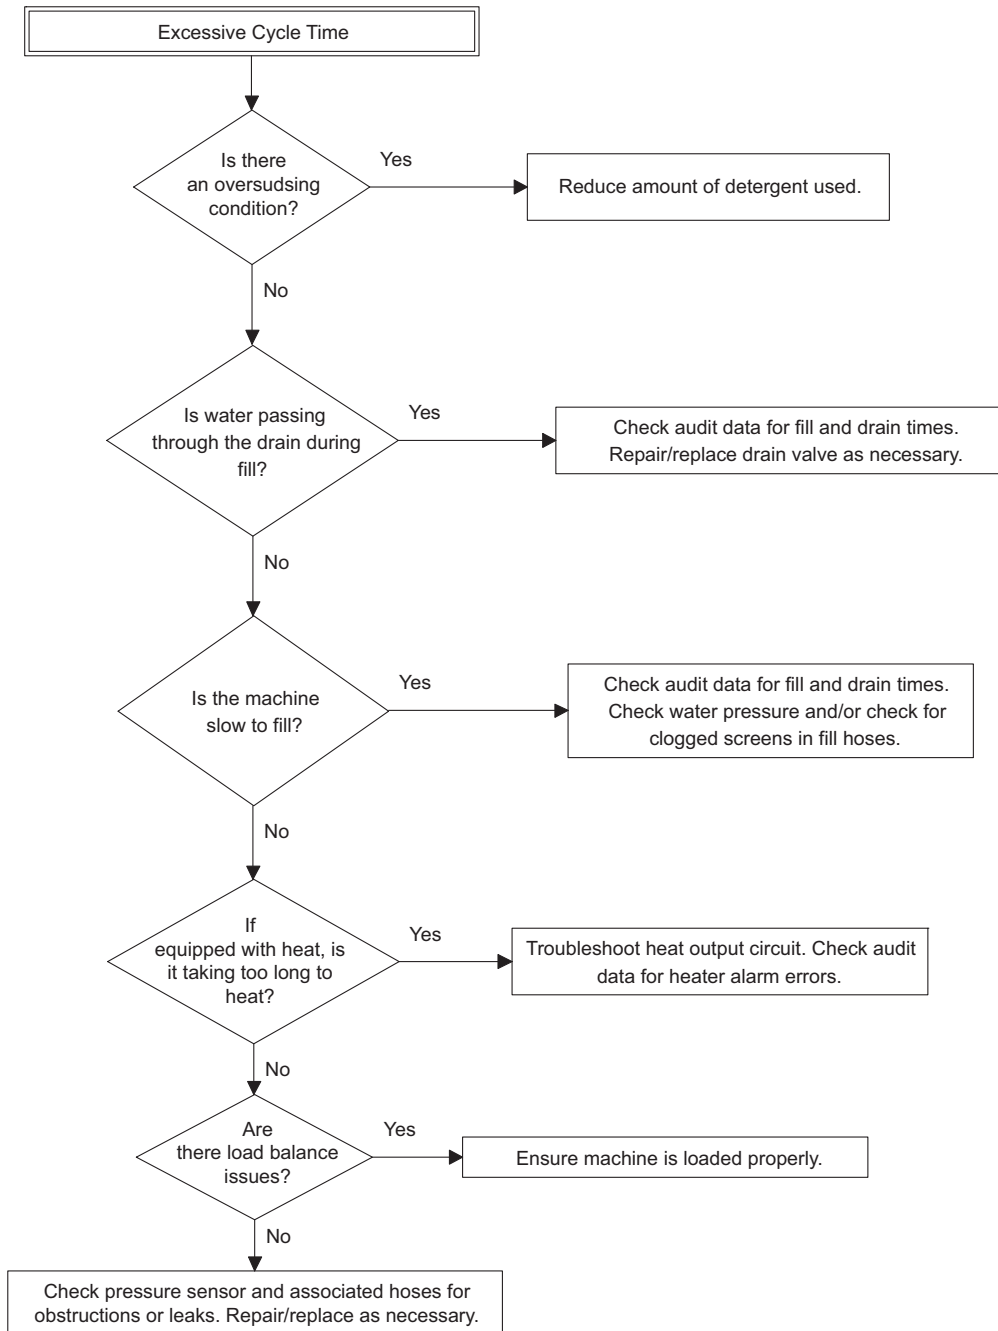 Excessive Cycle Time
Is there
an oversudsing
condition?
Yes
Reduce amount of detergent used.
No
Is water passing
through the drain during
fill?
Yes
Check audit data for fill and drain times.
Repair/replace drain valve as necessary.
No
Is the machine
slow to fill?
Yes
Check audit data for fill and drain times.
Check water pressure and/or check for
clogged screens in fill hoses.
No
If
equipped with heat, is
it taking too long to
heat?
Yes
Troubleshoot heat output circuit. Check audit
data for heater alarm errors.
No
Are
there load balance
issues?
Yes
Ensure machine is loaded properly.
No
Check pressure sensor and associated hoses for
obstructions or leaks. Repair/replace as necessary.